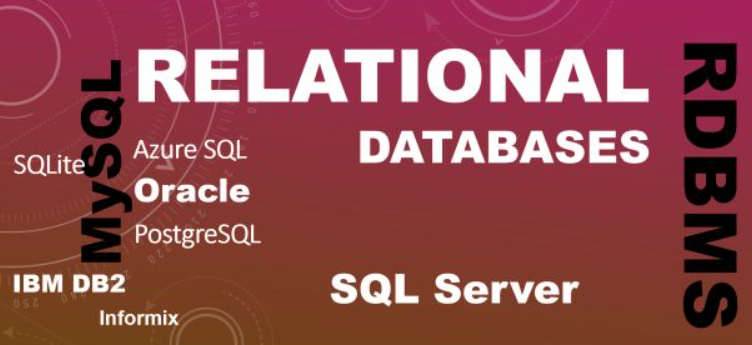 RELATIONAL
DATABASES
RDBMS
MySQL
SQLite
Azure SQL
Oracle
PostgreSQL
IBM DB2
SQL Server
Informix